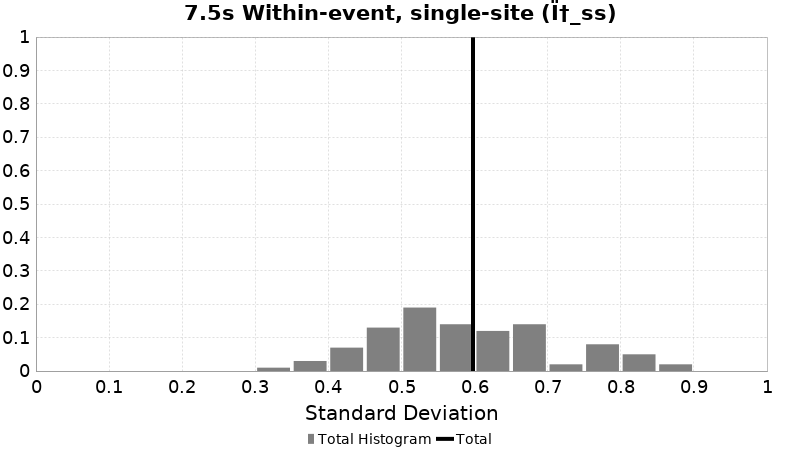 7.5s Within-event, single-site (Ï†_ss)
1
0.9
0.8
0.7
0.6
0.5
0.4
0.3
0.2
0.1
0
0 0.1 0.2 0.3 0.4 0.5 0.6 0.7 0.8 0.9 1
Standard Deviation
Total Histogram Total